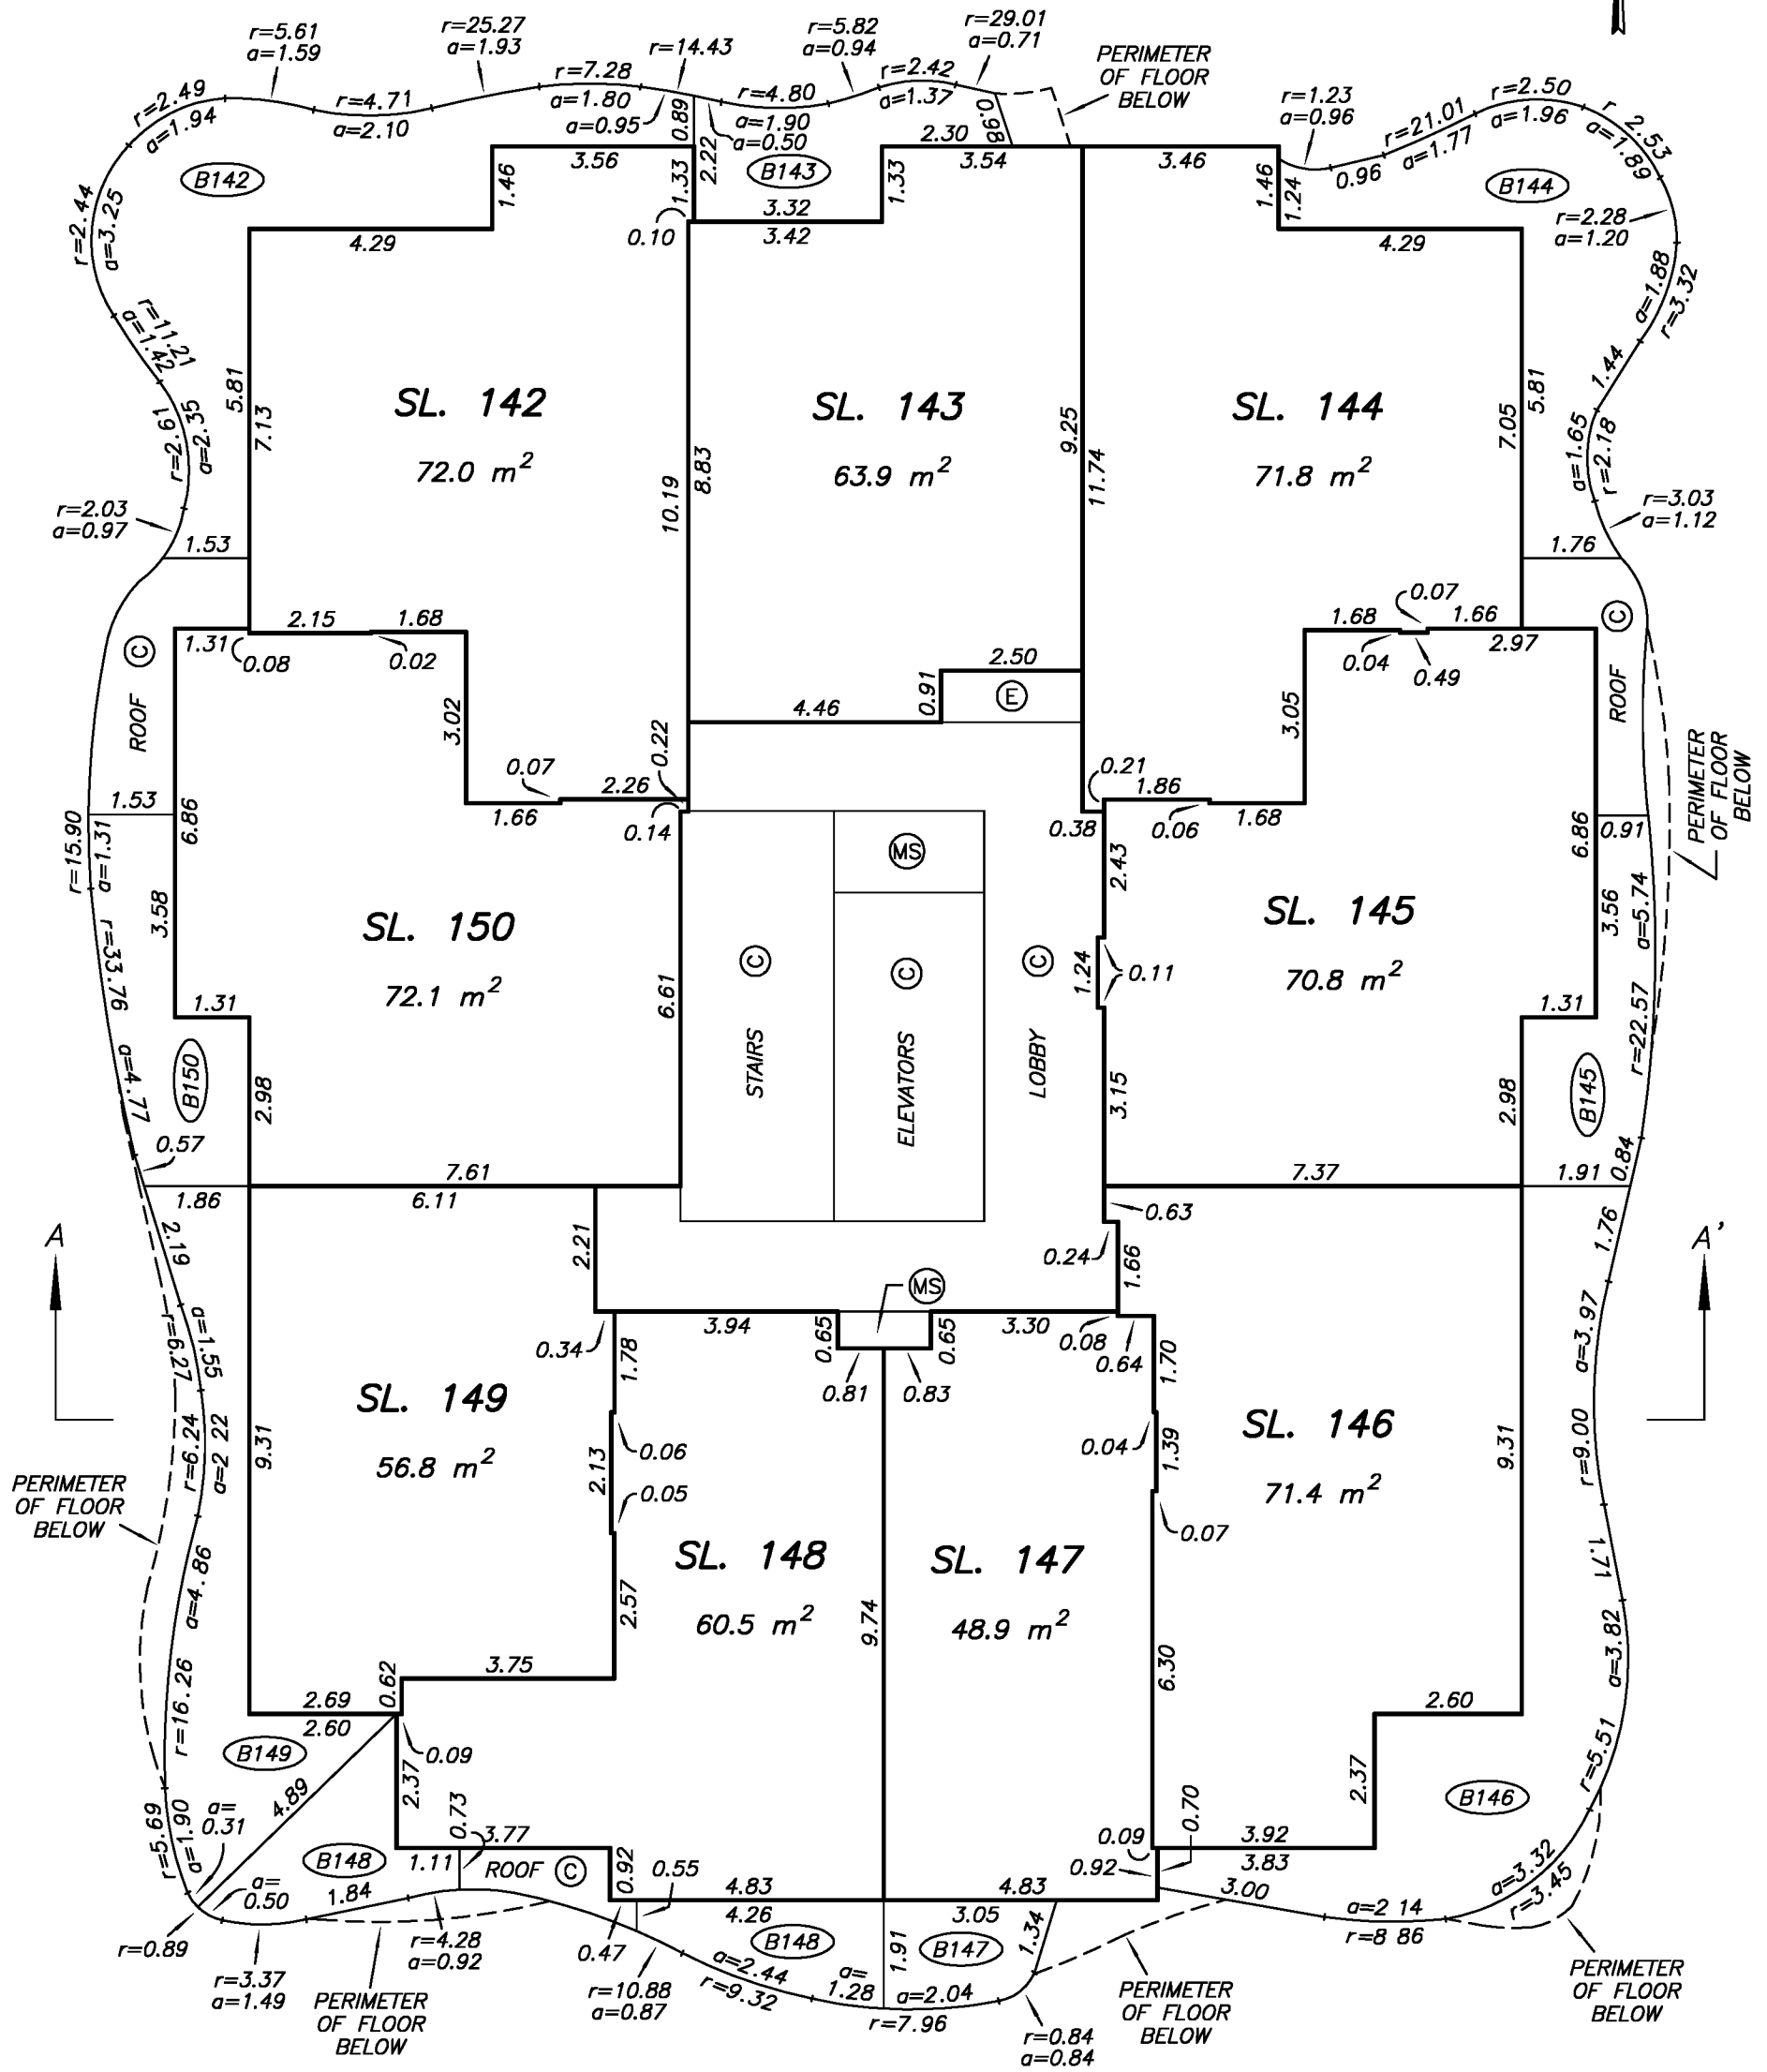 r=5.61
a=1.59
r=25.27
a=1.93
r=14.43
r=5.82
a=0.94
r=29.01
a=0.71
PERIMETER
OF FLOOR
BELOW
r=2.49
a=1.94
r=4.71
a=2.10
r=7.28
a=1.80
a=0.95
0.89
r=4.80
a=1.90
a=0.50
r=2.42
a=1.37
0.98
2.30
r=1.23
a=0.96
0.96
r=21.01
a=1.77
r=2.50
a=1.96
r
2.53
a=1.89
B142
3.56
1.46
1.33
2.22
B143
1.33
3.54
3.32
3.42
0.10
3.46
1.46
1.24
B144
r=2.28
a=1.20
4.29
4.29
r=2.44
a=3.25
r=11.21
a=1.42
r=2.61
a=2.35
a=1.88
r=3.32
1.44
a=1.65
r=2.18
5.81
7.13
SL. 142
72.0 m²
10.19
8.83
SL. 143
63.9 m²
9.25
11.74
SL. 144
71.8 m²
7.05
5.81
r=2.03
a=0.97
1.53
r=3.03
a=1.12
1.76
1.31
0.08
2.15
1.68
0.02
C
ROOF
3.02
0.07
2.26
0.22
1.66
0.14
4.46
0.91
2.50
E
0.07
1.68
1.66
0.04
0.49
2.97
C
ROOF
3.05
0.21
1.86
0.38
0.06
1.68
PERIMETER
OF FLOOR
BELOW
1.53
r=15.90
a=1.31
6.86
3.58
r=33.76
a=4.77
SL. 150
72.1 m²
6.61
C
STAIRS
MS
C
ELEVATORS
C
LOBBY
2.43
1.24
0.11
3.15
SL. 145
70.8 m²
6.86
0.91
3.56
a=5.74
r=22.57
1.31
2.98
B150
0.57
1.86
1.31
2.98
B145
0.84
1.91
7.61
6.11
7.37
2.19
2.21
0.63
0.24
1.66
1.76
A
A'
MS
3.94
0.65
0.65
3.30
0.08
0.64
0.34
1.78
0.81
0.83
1.70
a=1.55
r=6.27
r=6.24
a=2 22
a=3.97
r=9.00
SL. 149
56.8 m²
9.31
2.13
0.06
0.05
2.57
SL. 148
60.5 m²
9.74
SL. 147
48.9 m²
0.04
1.39
0.07
6.30
SL. 146
71.4 m²
9.31
PERIMETER
OF FLOOR
BELOW
a=4.86
r=16.26
1.71
a=3.82
r=5.51
3.75
0.62
2.69
2.60
0.09
B149
4.89
2.37
2.60
2.37
B146
r=5.69
a=1.90
a=
0.31
a=
0.50
r=0.89
B148
1.84
1.11
0.73
3.77
ROOF
C
0.92
0.55
4.83
4.26
0.47
4.83
3.05
0.09
0.92
0.70
3.92
3.83
3.00
a=2 14
r=8 86
a=3.32
r=3.45
r=3.37
a=1.49
PERIMETER
OF FLOOR
BELOW
r=4.28
a=0.92
r=10.88
a=0.87
B148
a=2.44
r=9.32
a=
1.28
1.91
B147
1.34
a=2.04
r=7.96
r=0.84
a=0.84
PERIMETER
OF FLOOR
BELOW
PERIMETER
OF FLOOR
BELOW